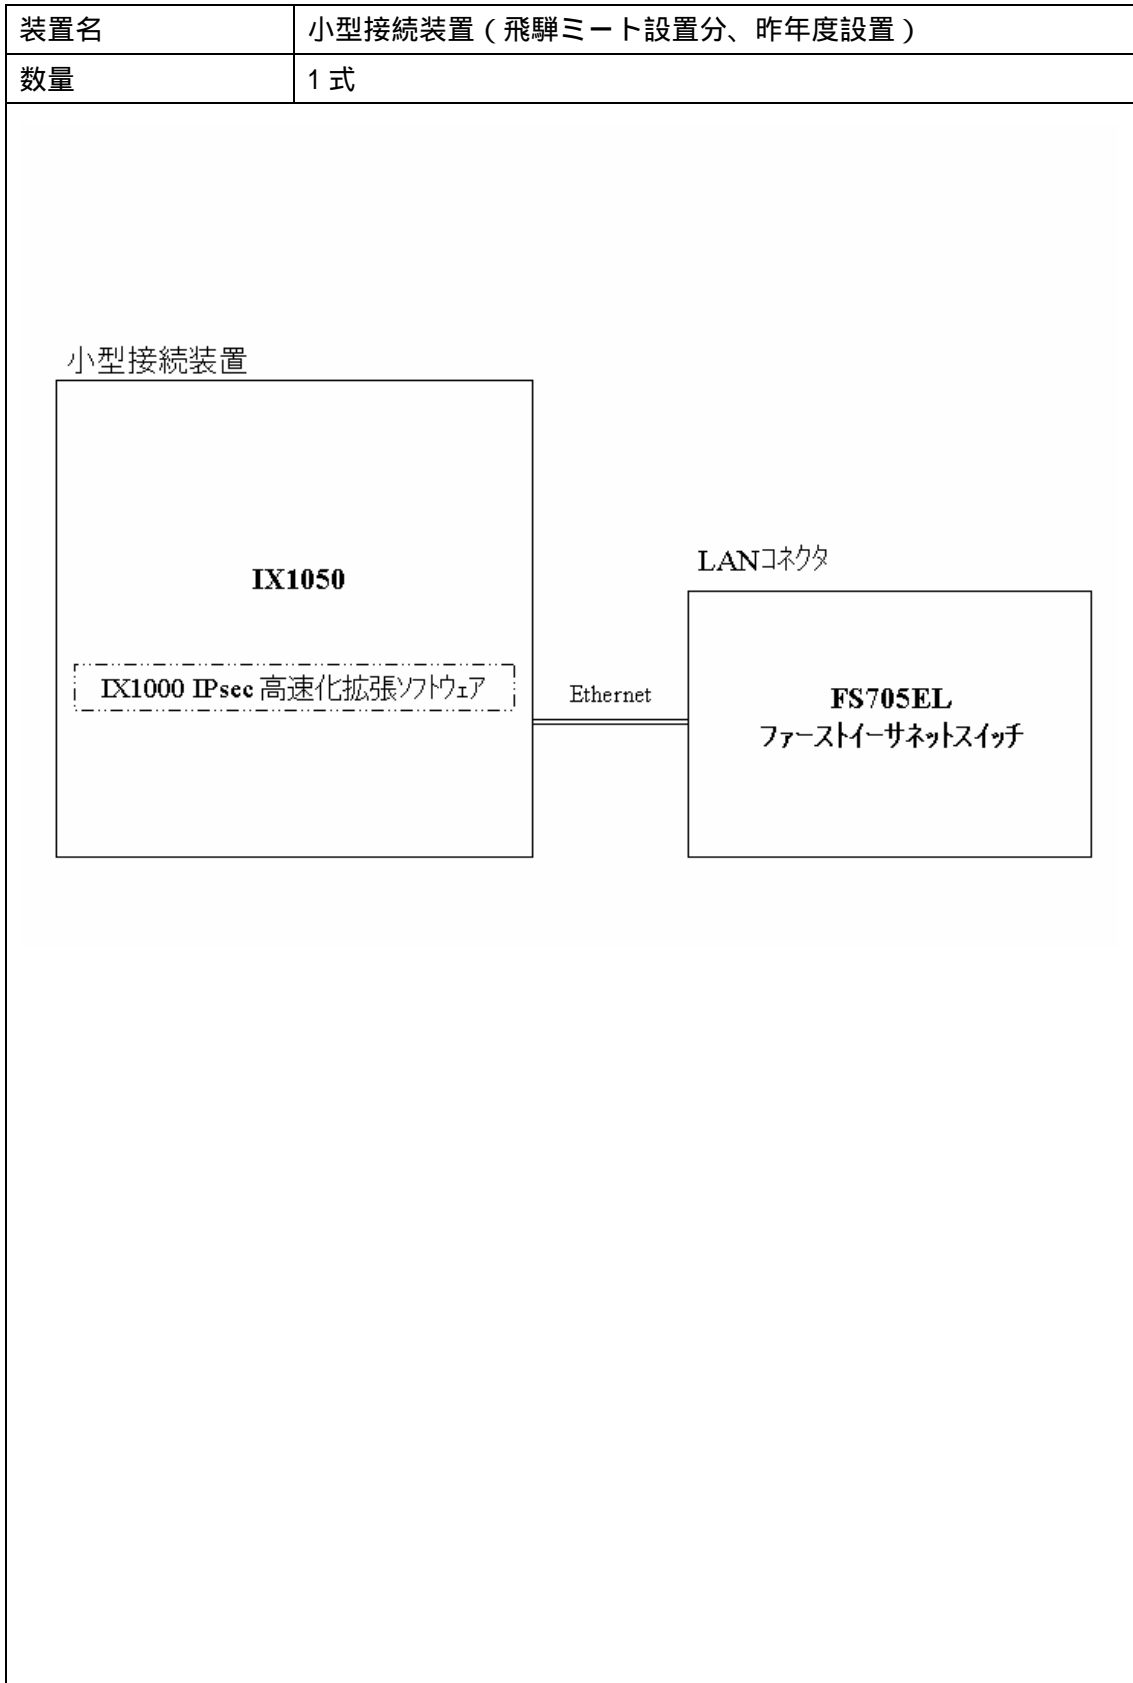 装置名
小型接続装置（飛騨ミート設置分、昨年度設置）
数量
1 式
小型接続装置
IX1050
LANコネクタ
IX1000 IPsec 高速化拡張ソフトウェア
Ethernet
FS705EL
ファーストイーサネットスイッチ